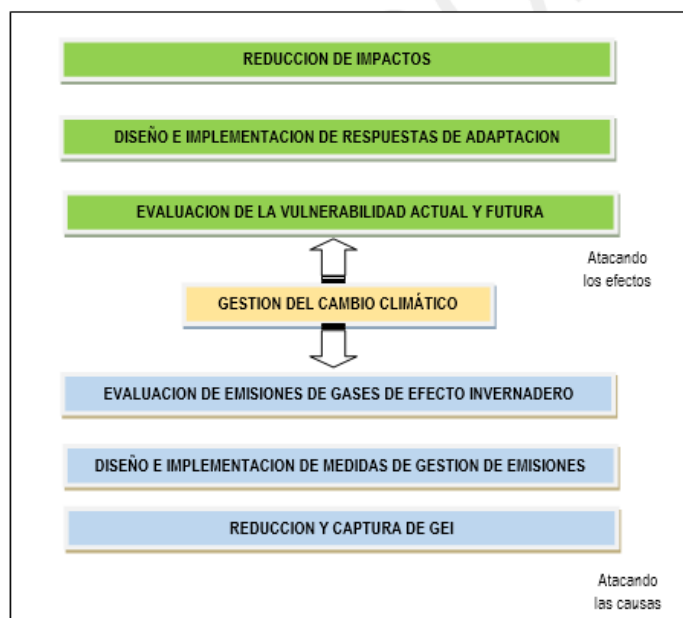 REDUCCION DE IMPACTOS
DISEÑO E IMPLEMENTACION DE RESPUESTAS DE ADAPTACION
EVALUACION DE LA VULNERABILIDAD ACTUAL Y FUTURA
Atacando
los efectos
GESTION DEL CAMBIO CLIMÁTICO
EVALUACION DE EMISIONES DE GASES DE EFECTO INVERNADERO
DISEÑO E IMPLEMENTACION DE MEDIDAS DE GESTION DE EMISIONES
REDUCCION Y CAPTURA DE GEI
Atacando
las causas